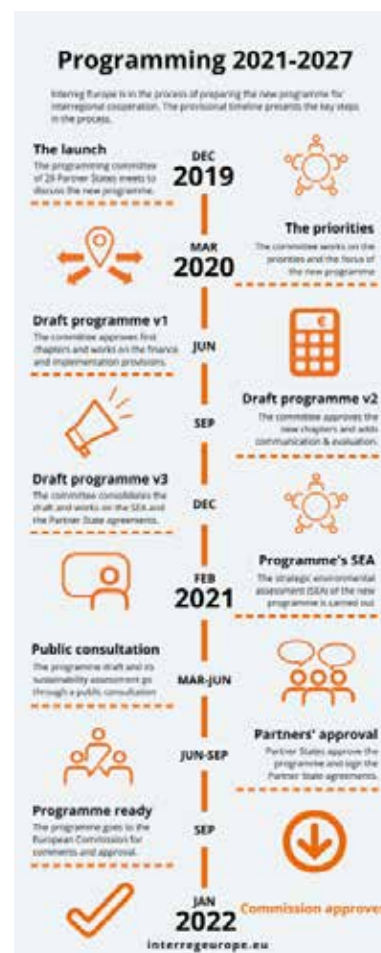 Programming 2021-2027
Interreg Europe is in the process of preparing the new programme for
interregional cooperation. The provisional timeline presents the key steps
in the process.
The launch
The programming committee
of 29 Partner States meets to
discuss the new programme.
DEC
2019
The priorities
The committee works on the
priorities and the focus of
the new programme
MAR
2020
Draft programme v1
The committee approves first
chapters and works on the finance
and implementation provisions.
JUN
Draft programme v2
The committee approves the
new chapters and adds
communication & evaluation.
SEP
Draft programme v3
The committee consolidates the
draft and works on the SEA and
the Partner State agreements.
DEC
Programme's SEA
The strategic environmental
assessment (SEA) of the new
programme is carried out
FEB
2021
Public consultation
The programme draft and its
sustainability assessment go
through a public consultation
MAR-JUN
Partners' approval
Partner States approve the
programme and sign the
Partner State agreements.
JUN-SEP
Programme ready
The programme goes to the
European Commission for
comments and approval.
SEP
€
JAN
2022
Commission approves
interregeurope.eu